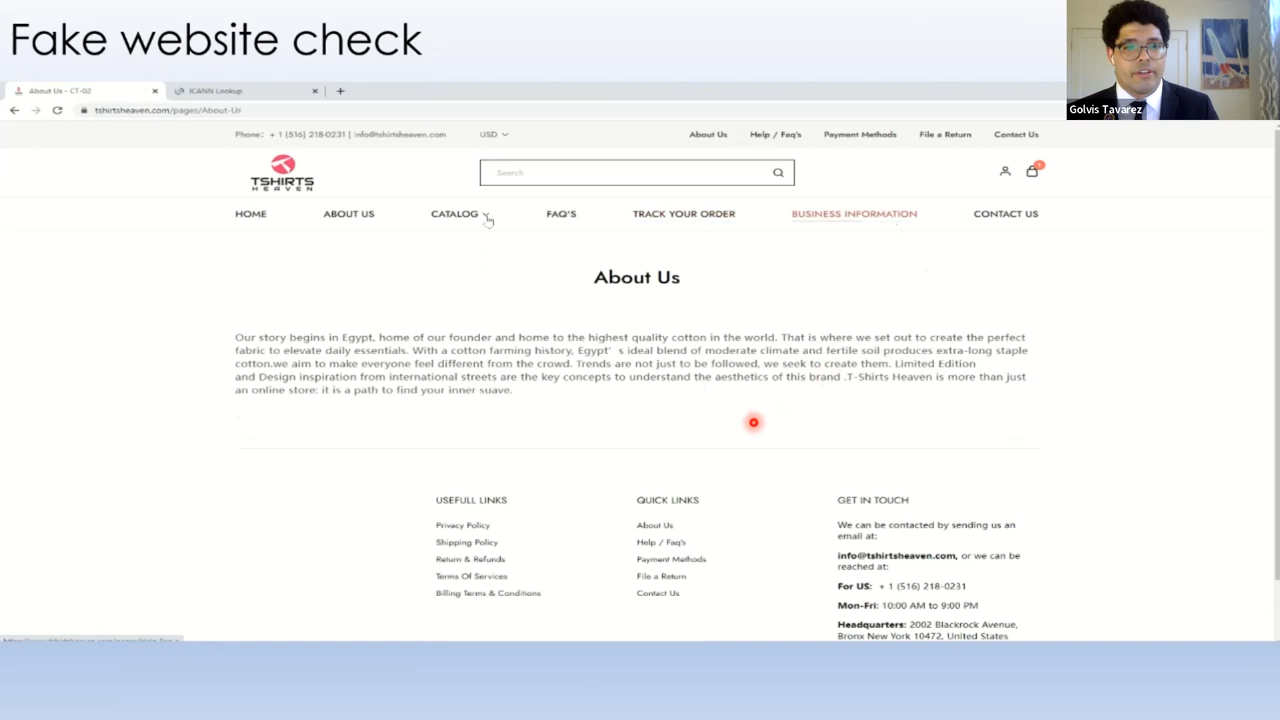 Fake website check
Golvis Tavarez
About Us - CT-02
ICANN Lookup
tshirtsheaven.com/pages/About-Us
Phone: + 1 (516) 218-0231 | info@tshirtsheaven.com
USD
About Us
Help / Faq's
Payment Methods
File a Return
Contact Us
TSHIRTS
HEAVEN
Search
HOME
ABOUT US
CATALOG
FAQ'S
TRACK YOUR ORDER
BUSINESS INFORMATION
CONTACT US
About Us
Our story begins in Egypt, home of our founder and home to the highest quality cotton in the world. That is where we set out to create the perfect
fabric to elevate daily essentials. With a cotton farming history, Egypt' s ideal blend of moderate climate and fertile soil produces extra-long staple
cotton.we aim to make everyone feel different from the crowd. Trends are not just to be followed, we seek to create them. Limited Edition
and Design inspiration from international streets are the key concepts to understand the aesthetics of this brand .T-Shirts Heaven is more than just
an online store: it is a path to find your inner suave.
USEFULL LINKS
Privacy Policy
Shipping Policy
Return & Refunds
Terms Of Services
Billing Terms & Conditions
QUICK LINKS
About Us
Help / Faq's
Payment Methods
File a Return
Contact Us
GET IN TOUCH
We can be contacted by sending us an
email at:
info@tshirtsheaven.com, or we can be
reached at:
For US: + 1 (516) 218-0231
Mon-Fri: 10:00 AM to 9:00 PM
Headquarters: 2002 Blackrock Avenue,
Bronx New York 10472, United States